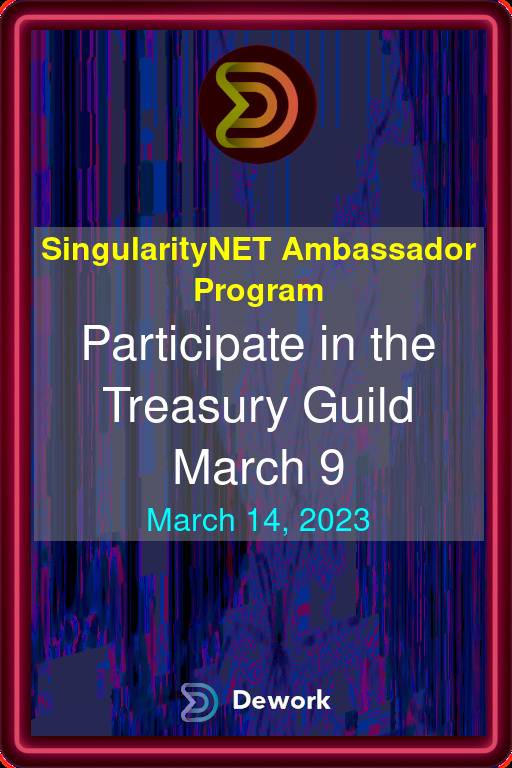 SingularityNET Ambassador
Program
Participate in the
Treasury Guild
March 9
March 14, 2023
Dework